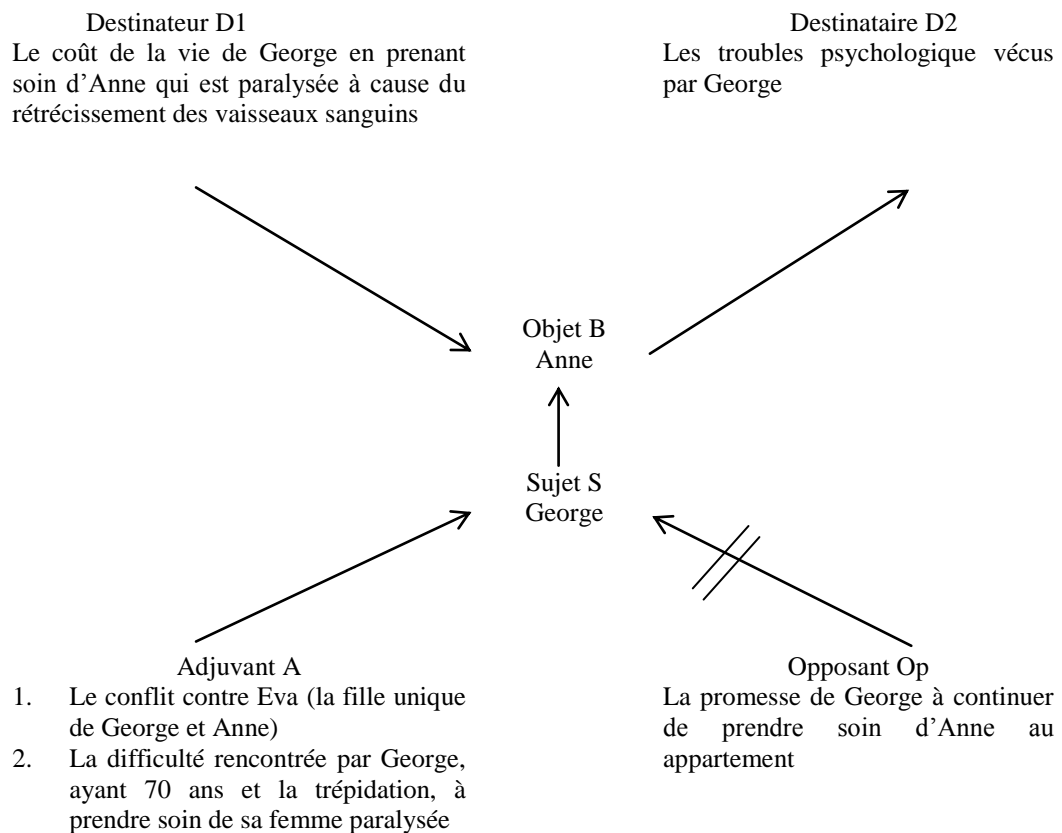 Destinateur D1
Le coût de la vie de George en prenant
soin d'Anne qui est paralysée à cause du
rétrécissement des vaisseaux sanguins
Destinataire D2
Les troubles psychologique vécus
par George
Objet B
Anne
Sujet S
George
Adjuvant A
1. Le conflit contre Eva (la fille unique
de George et Anne)
2. La difficulté rencontrée par George,
ayant 70 ans et la trépidation, à
prendre soin de sa femme paralysée
Opposant Op
La promesse de George à continuer
de prendre soin d'Anne au
appartement